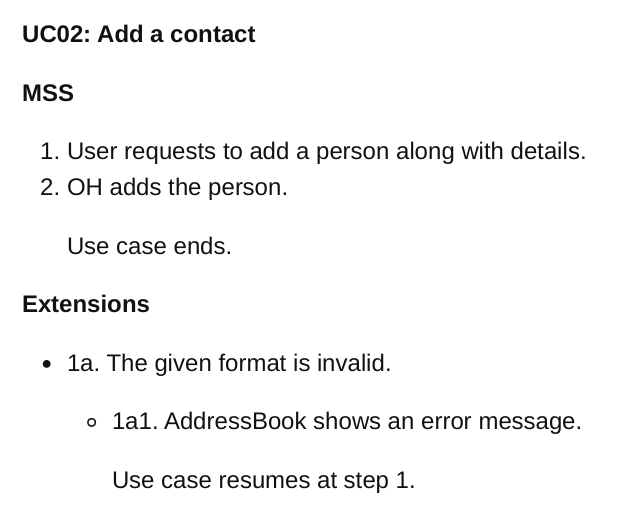 UC02: Add a contact
MSS
1. User requests to add a person along with details.
2. OH adds the person.
Use case ends.
Extensions
• 1a. The given format is invalid.
◦ 1a1. AddressBook shows an error message.
Use case resumes at step 1.